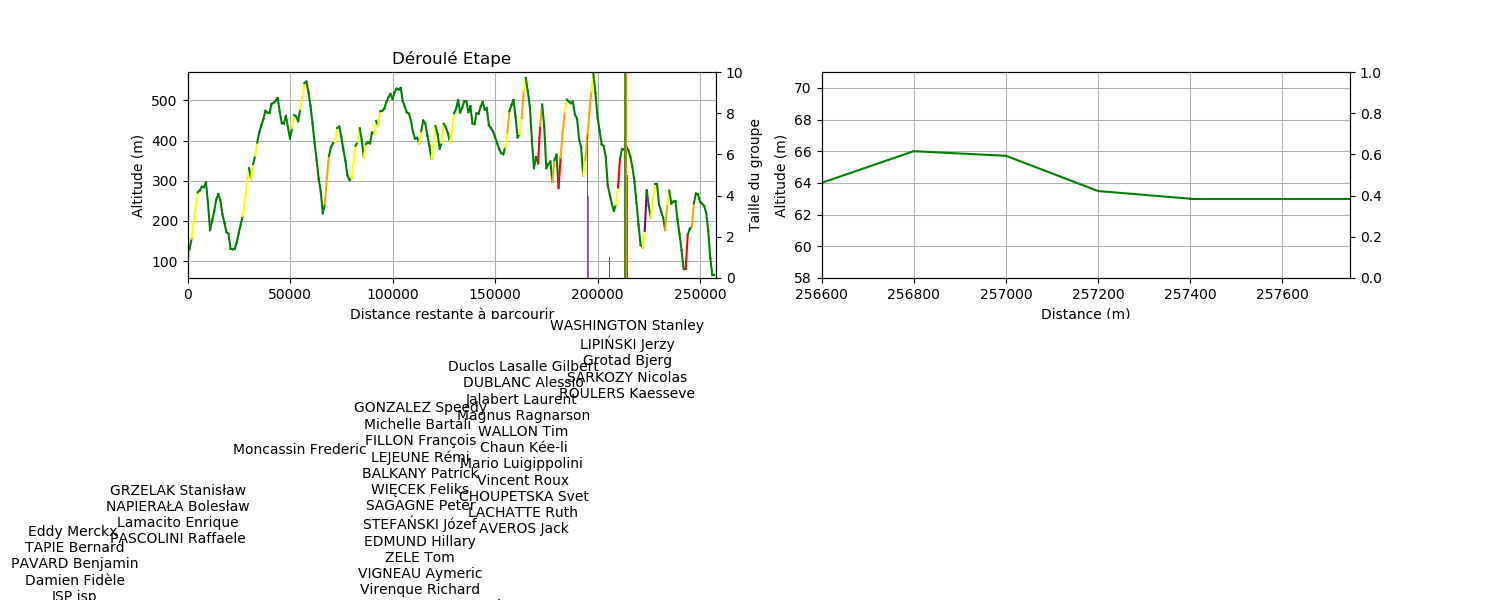 Déroulé Etape
Altitude (m)
500
400
300
200
100
0
50000
100000
150000
200000
250000
Distance restante à parcourir
10
8
6
4
2
0
Taille du groupe
Altitude (m)
70
68
66
64
62
60
58
256600
256800
257000
257200
257400
257600
Distance (m)
1.0
0.8
0.6
0.4
0.2
0.0
WASHINGTON Stanley
LIPIŃSKI Jerzy
Grotad Bjerg
SARKOZY Nicolas
ROULERS Kaesseve
Duclos Lasalle Gilbert
DUBLANC Alessio
Jalabert Laurent
Magnus Ragnarson
WALLON Tim
Chaun Kée-li
Mario Luigippolini
Vincent Roux
CHOUPETSKA Svet
LACHATTE Ruth
AVEROS Jack
GONZALEZ Speedy
Michelle Bartali
FILLON François
LEJEUNE Rémi
BALKANY Patrick
WIĘCEK Feliks
SAGAGNE Peter
STEFAŃSKI Józef
EDMUND Hillary
ZELE Tom
VIGNEAU Aymeric
Virenque Richard
Moncassin Frederic
GRZELAK Stanisław
NAPIERAŁA Bolesław
Lamacito Enrique
PASCOLINI Raffaele
Eddy Merckx
TAPIE Bernard
PAVARD Benjamin
Damien Fidèle
JSP jsp